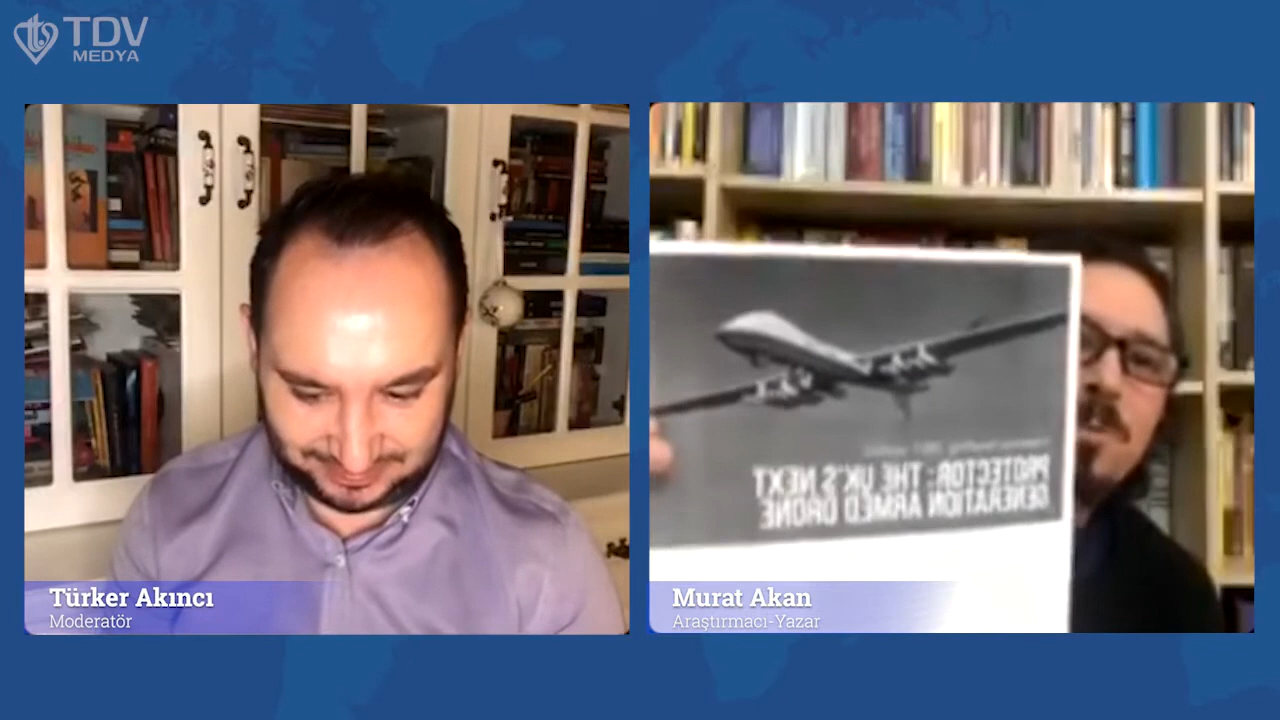 TDV
MEDYA
PROTECTOR: THE UK'S NEXT
GENERATION ARMED DRONE
Türker Akıncı
Moderatör
Murat Akan
Araştırmacı-Yazar